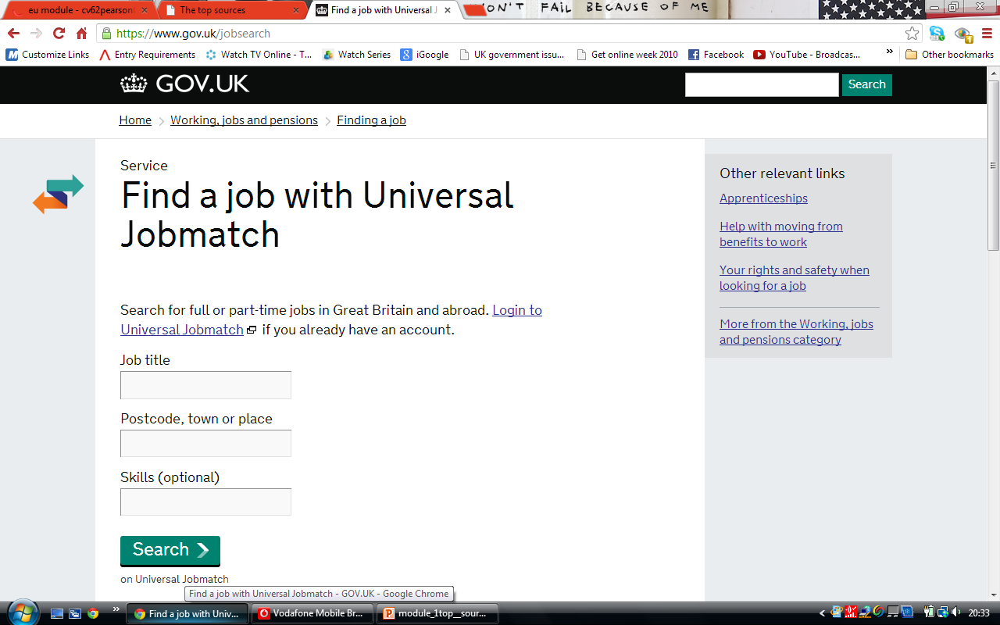 eu module - cv62pearson
The top sources
Find a job with Universal J
ON'T FAIL BECAUSE OF ME
https://www.gov.uk/jobsearch
Customize Links
Entry Requirements
Watch TV Online - T...
Watch Series
iGoogle
UK government issu...
Get online week 2010
Facebook
YouTube - Broadcas...
»
Other bookmarks
GOV.UK
Search
Home
Working, jobs and pensions
Finding a job
Service
Find a job with Universal
Jobmatch
Search for full or part-time jobs in Great Britain and abroad. Login to
Universal Jobmatch if you already have an account.
Job title
Postcode, town or place
Skills (optional)
Search
on Universal Jobmatch
Other relevant links
Apprenticeships
Help with moving from
benefits to work
Your rights and safety when
looking for a job
More from the Working, jobs
and pensions category
Find a job with Universal Jobmatch - GOV.UK - Google Chrome
»
Find a job with Univ...
Vodafone Mobile Br...
module_1top__sour...
20:33